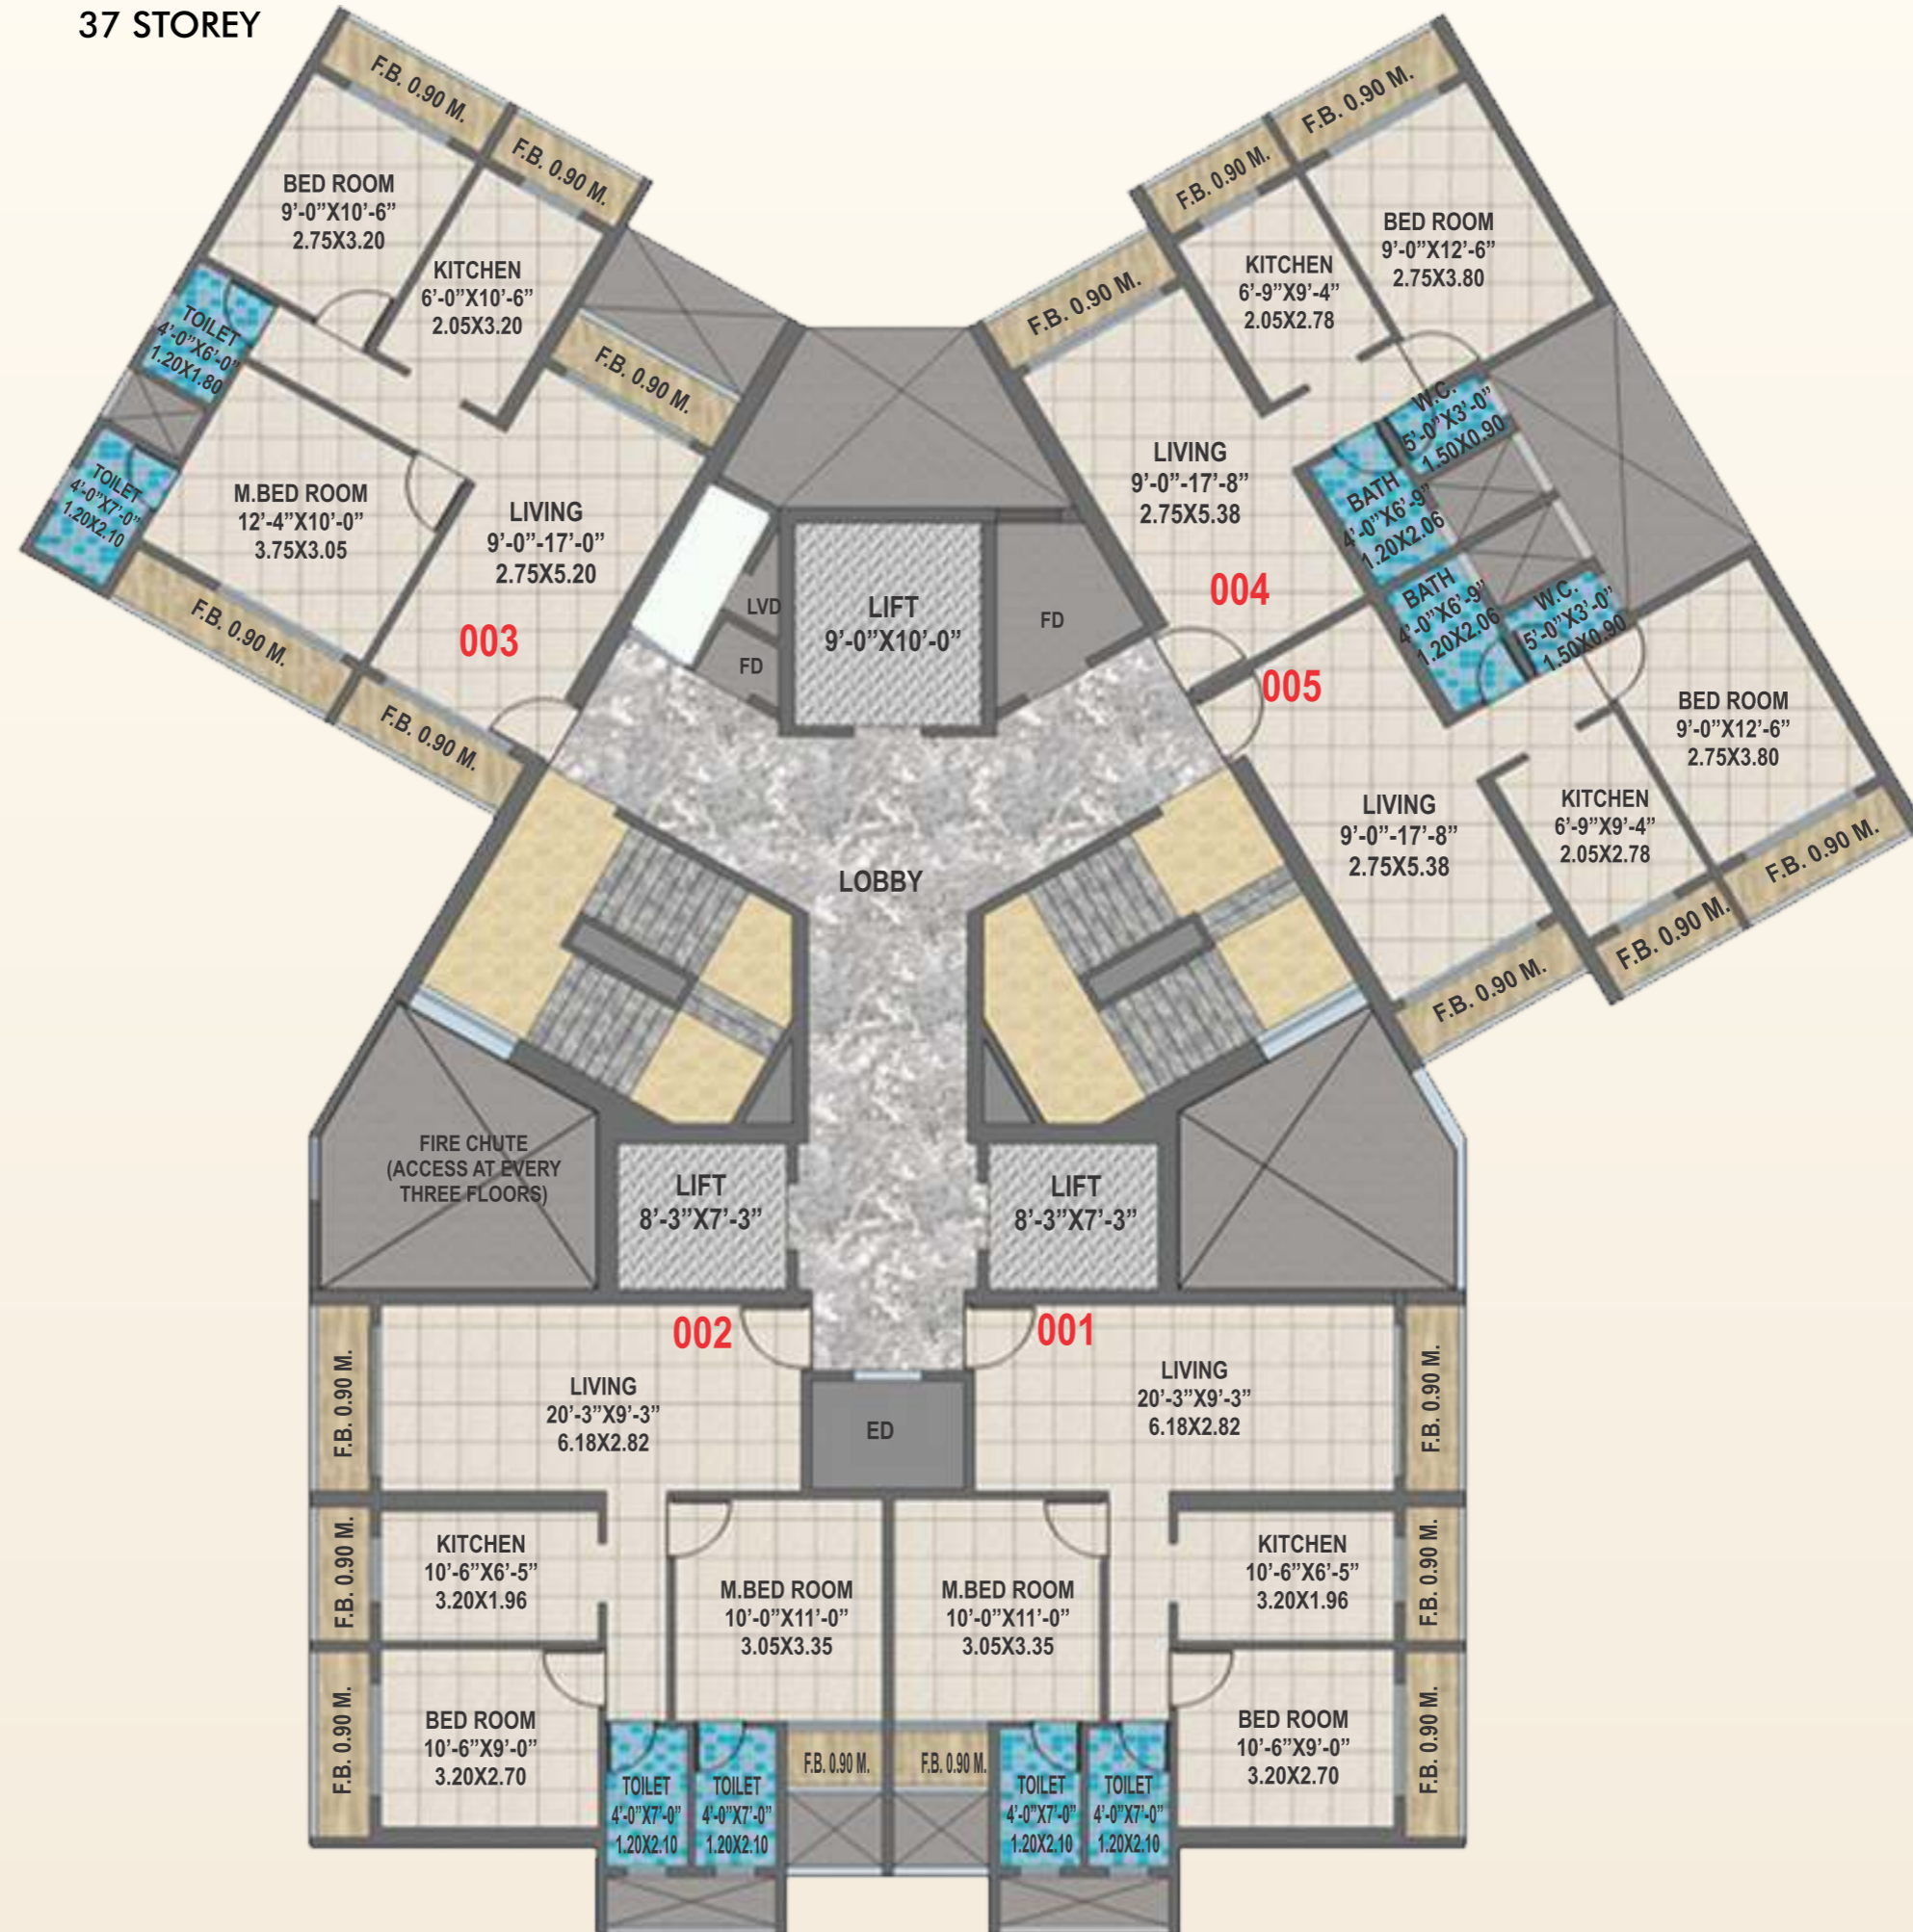 37 STOREY
F.B. 0.90 M.
F.B. 0.90 M.
BED ROOM
9’-0”X10’-6”
2.75X3.20
KITCHEN
6’-0”X10’-6”
2.05X3.20
TOILET
4’-0”X6’-0”
1.20X1.80
F.B. 0.90 M.
TOILET
4’-0”X7’-0”
1.20X2.10
M.BED ROOM
12’-4”X10’-0”
3.75X3.05
LIVING
9’-0”-17’-0”
2.75X5.20
003
F.B. 0.90 M.
F.B. 0.90 M.
F.B. 0.90 M.
F.B. 0.90 M.
F.B. 0.90 M.
BED ROOM
9’-0”X12’-6”
2.75X3.80
KITCHEN
6’-9”X9’-4”
2.05X2.78
W.C.
5’-0”X3’-0”
1.50X0.90
LIVING
9’-0”-17’-8”
2.75X5.38
BATH
4’-0”X6’-9”
1.20X2.06
004
LVD
FD
LIFT
9’-0”X10’-0”
FD
BATH
4’-0”X6’-9”
1.20X2.06
W.C.
5’-0”X3’-0”
1.50X0.90
005
BED ROOM
9’-0”X12’-6”
2.75X3.80
LIVING
9’-0”-17’-8”
2.75X5.38
KITCHEN
6’-9”X9’-4”
2.05X2.78
F.B. 0.90 M.
F.B. 0.90 M.
F.B. 0.90 M.
LOBBY
FIRE CHUTE
(ACCESS AT EVERY
THREE FLOORS)
LIFT
8’-3”X7’-3”
LIFT
8’-3”X7’-3”
002
001
F.B. 0.90 M.
LIVING
20’-3”X9’-3”
6.18X2.82
ED
LIVING
20’-3”X9’-3”
6.18X2.82
F.B. 0.90 M.
F.B. 0.90 M.
KITCHEN
10’-6”X6’-5”
3.20X1.96
M.BED ROOM
10’-0”X11’-0”
3.05X3.35
M.BED ROOM
10’-0”X11’-0”
3.05X3.35
KITCHEN
10’-6”X6’-5”
3.20X1.96
F.B. 0.90 M.
F.B. 0.90 M.
BED ROOM
10’-6”X9’-0”
3.20X2.70
TOILET
4’-0”X7’-0”
1.20X2.10
TOILET
4’-0”X7’-0”
1.20X2.10
F.B. 0.90 M.
F.B. 0.90 M.
TOILET
4’-0”X7’-0”
1.20X2.10
TOILET
4’-0”X7’-0”
1.20X2.10
BED ROOM
10’-6”X9’-0”
3.20X2.70
F.B. 0.90 M.